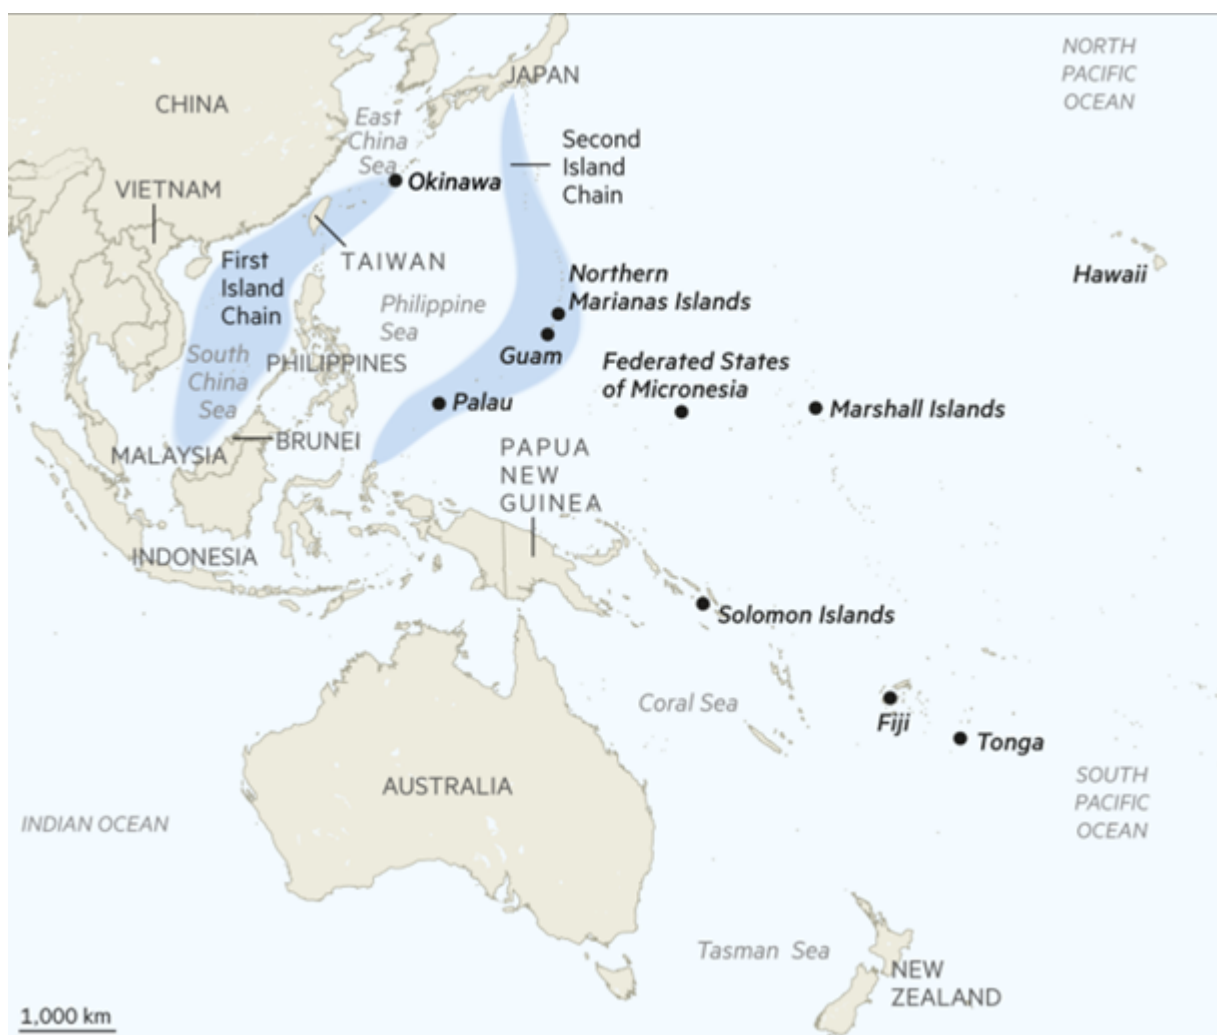 NORTH
PACIFIC
OCEAN
JAPAN
CHINA
East
China
Sea
Second
Island
Chain
Okinawa
VIETNAM
First
Island
Chain
TAIWAN
Northern
Marianas Islands
Hawaii
Philippine
Sea
Guam
South
China
Sea
PHILIPPINES
Federated States
of Micronesia
Palau
Marshall Islands
MALAYSIA
BRUNEI
PAPUA
NEW
GUINEA
INDONESIA
Solomon Islands
Coral Sea
Fiji
Tonga
AUSTRALIA
SOUTH
PACIFIC
OCEAN
INDIAN OCEAN
Tasman Sea
NEW
ZEALAND
1,000 km